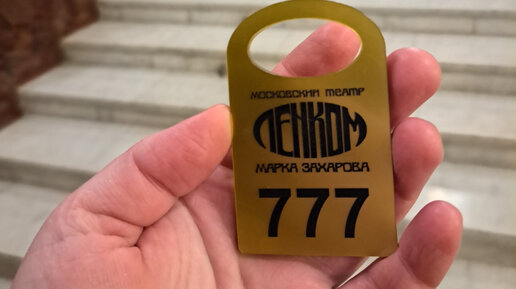 МОСКОВСКИЙ ТЕАТР
ЛЕНКОМ
МАРКА ЗАХАРОВА
777